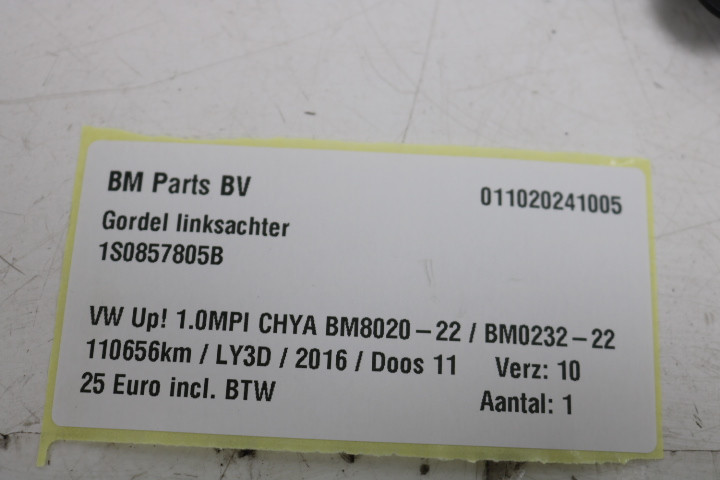 BM Parts BV 011020241005
Gordel linksachter
1S0857805B
VW Up! 1.0MPI CHYA BM8020-22 / BM0232-22
110656km / LY3D / 2016 / Doos 11 Verz: 10
25 Euro incl. BTW Aantal: 1